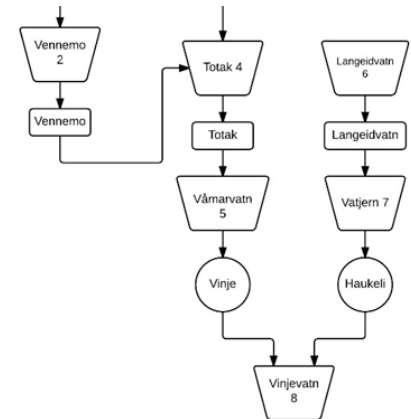 Vennemo
2
Totak 4
Langeidvatn
6
Vennemo
Totak
Langeidvatn
Våmarvatn
5
Vatjern 7
Vinje
Haukeli
Vinjevatn
8